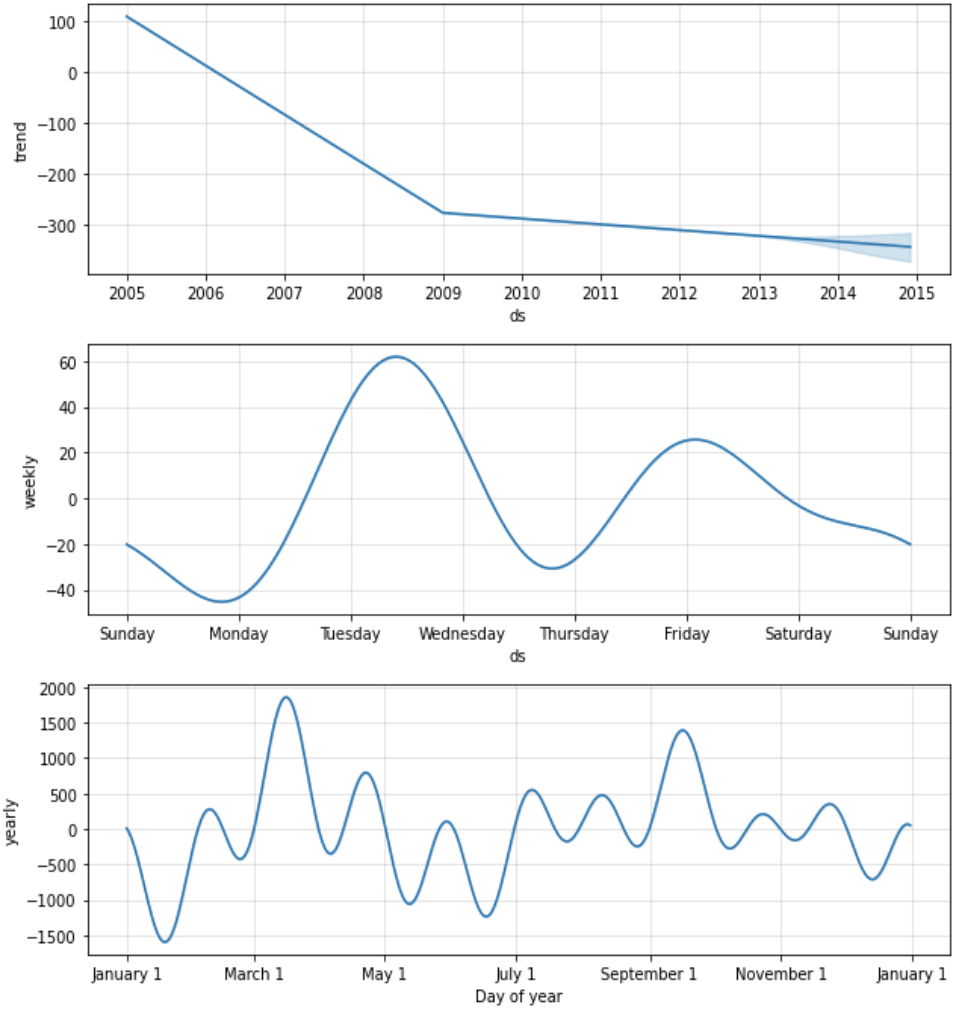 100
0
−100
−200
−300
trend
2005 2006 2007 2008 2009 2010 2011 2012 2013 2014 2015
ds
60
40
20
0
−20
−40
weekly
Sunday Monday Tuesday Wednesday Thursday Friday Saturday Sunday
ds
2000
1500
1000
500
0
−500
−1000
−1500
yearly
January 1 March 1 May 1 July 1 September 1 November 1 January 1
Day of year